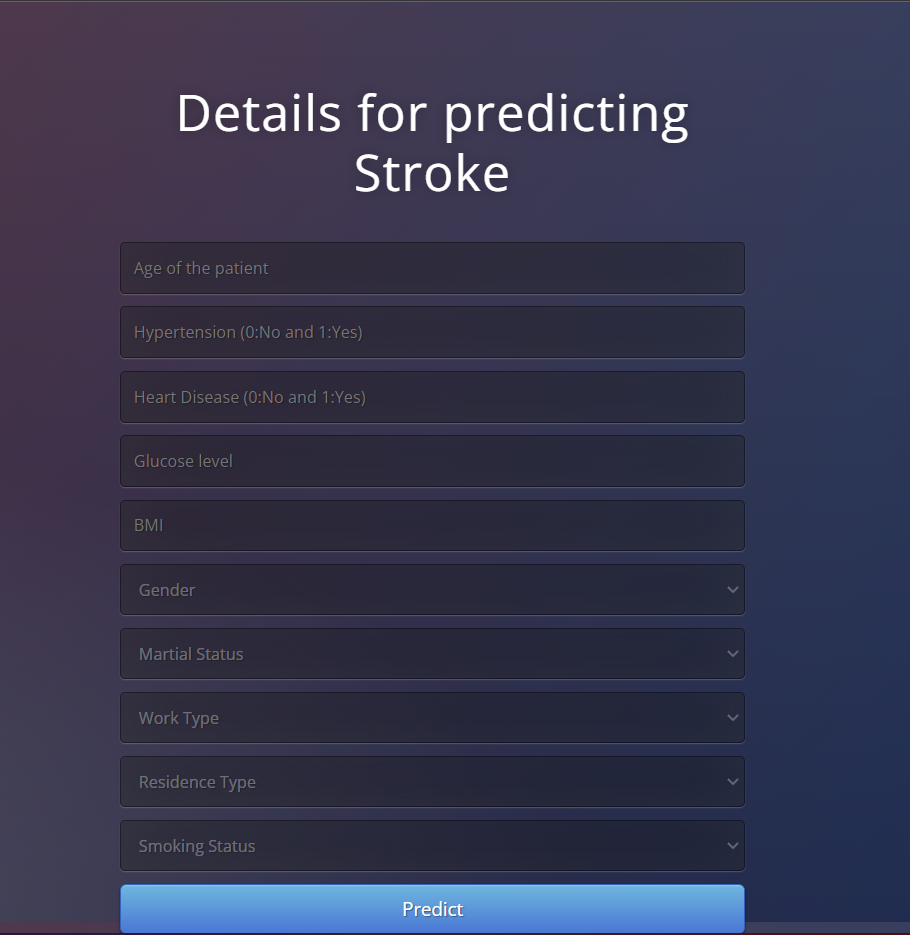 Details for predicting
Stroke
Age of the patient
Hypertension (0:No and 1:Yes)
Heart Disease (0:No and 1:Yes)
Glucose level
BMI
Gender
Martial Status
Work Type
Residence Type
Smoking Status
Predict